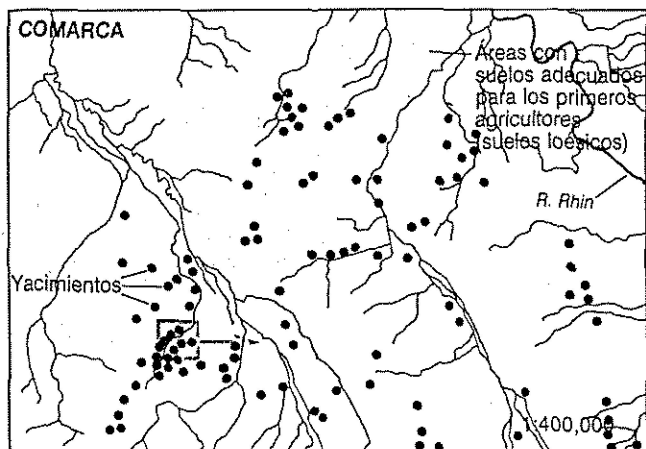 COMARCA
Áreas con
suelos adecuados
para los primeros
agricultores
(suelos loésicos)
R. Rhin
Yacimientos
1:400,000